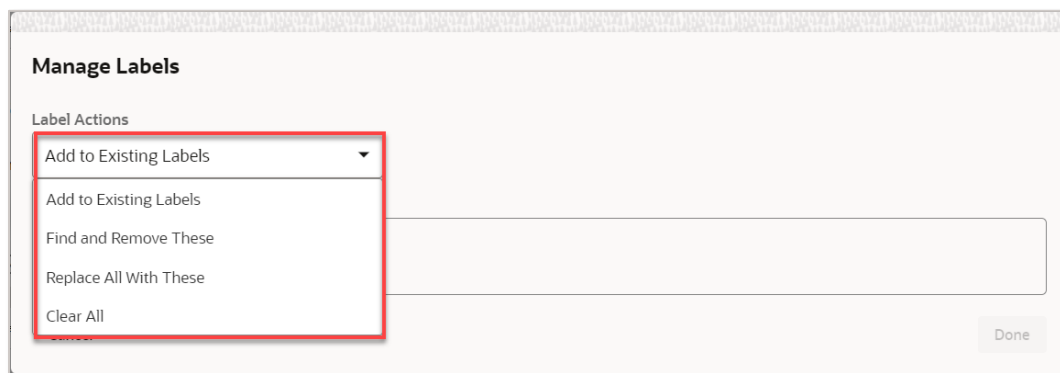 Manage Labels
Label Actions
Add to Existing Labels
Add to Existing Labels
Find and Remove These
Replace All With These
Clear All
Done